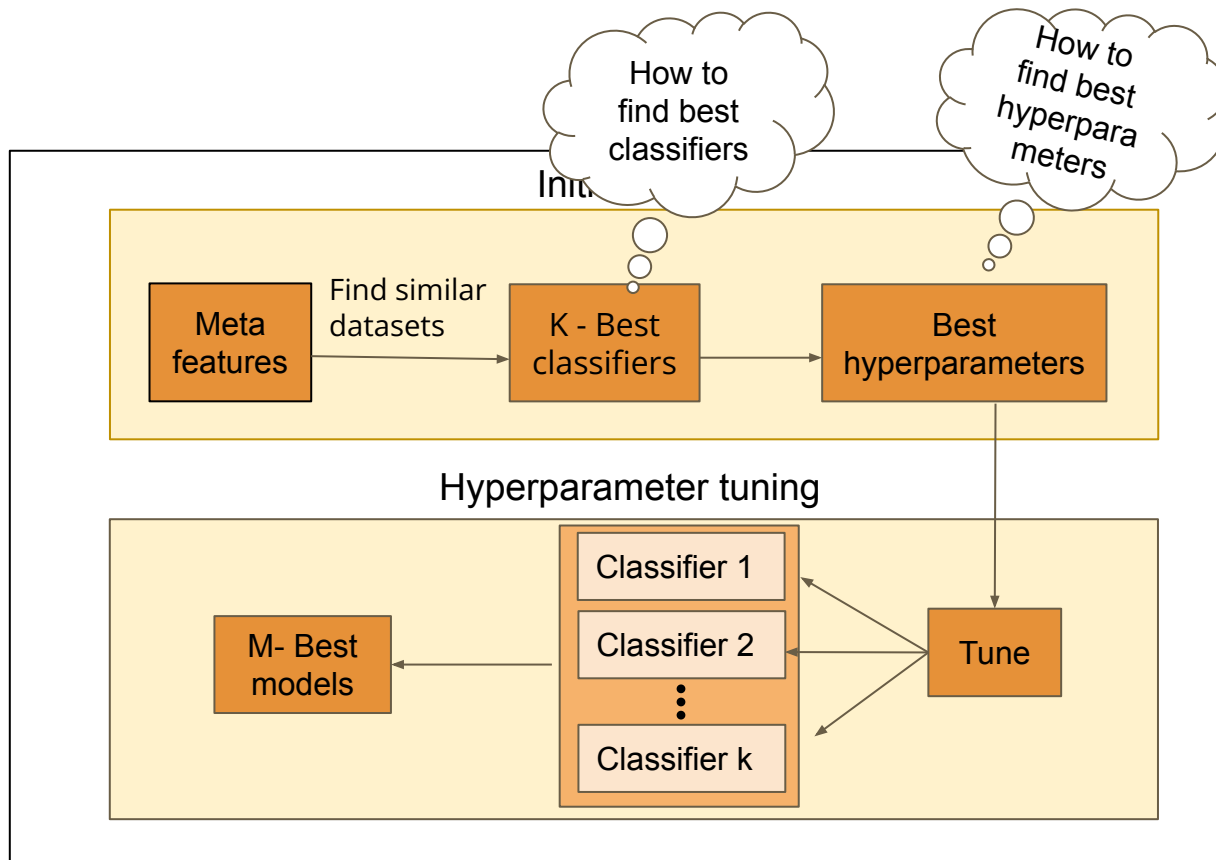 How to
find best
classifiers
How to
find best
hyperpara
meters
Meta
features
Find similar
datasets
K - Best
classifiers
Best
hyperparameters
Hyperparameter tuning
Classifier 1
Classifier 2
Classifier k
Tune
M- Best
models